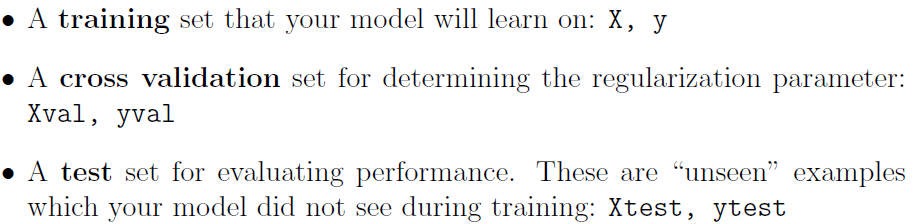 • A training set that your model will learn on: X, y
• A cross validation set for determining the regularization parameter:
Xval, yval
• A test set for evaluating performance. These are “unseen” examples
which your model did not see during training: Xtest, ytest